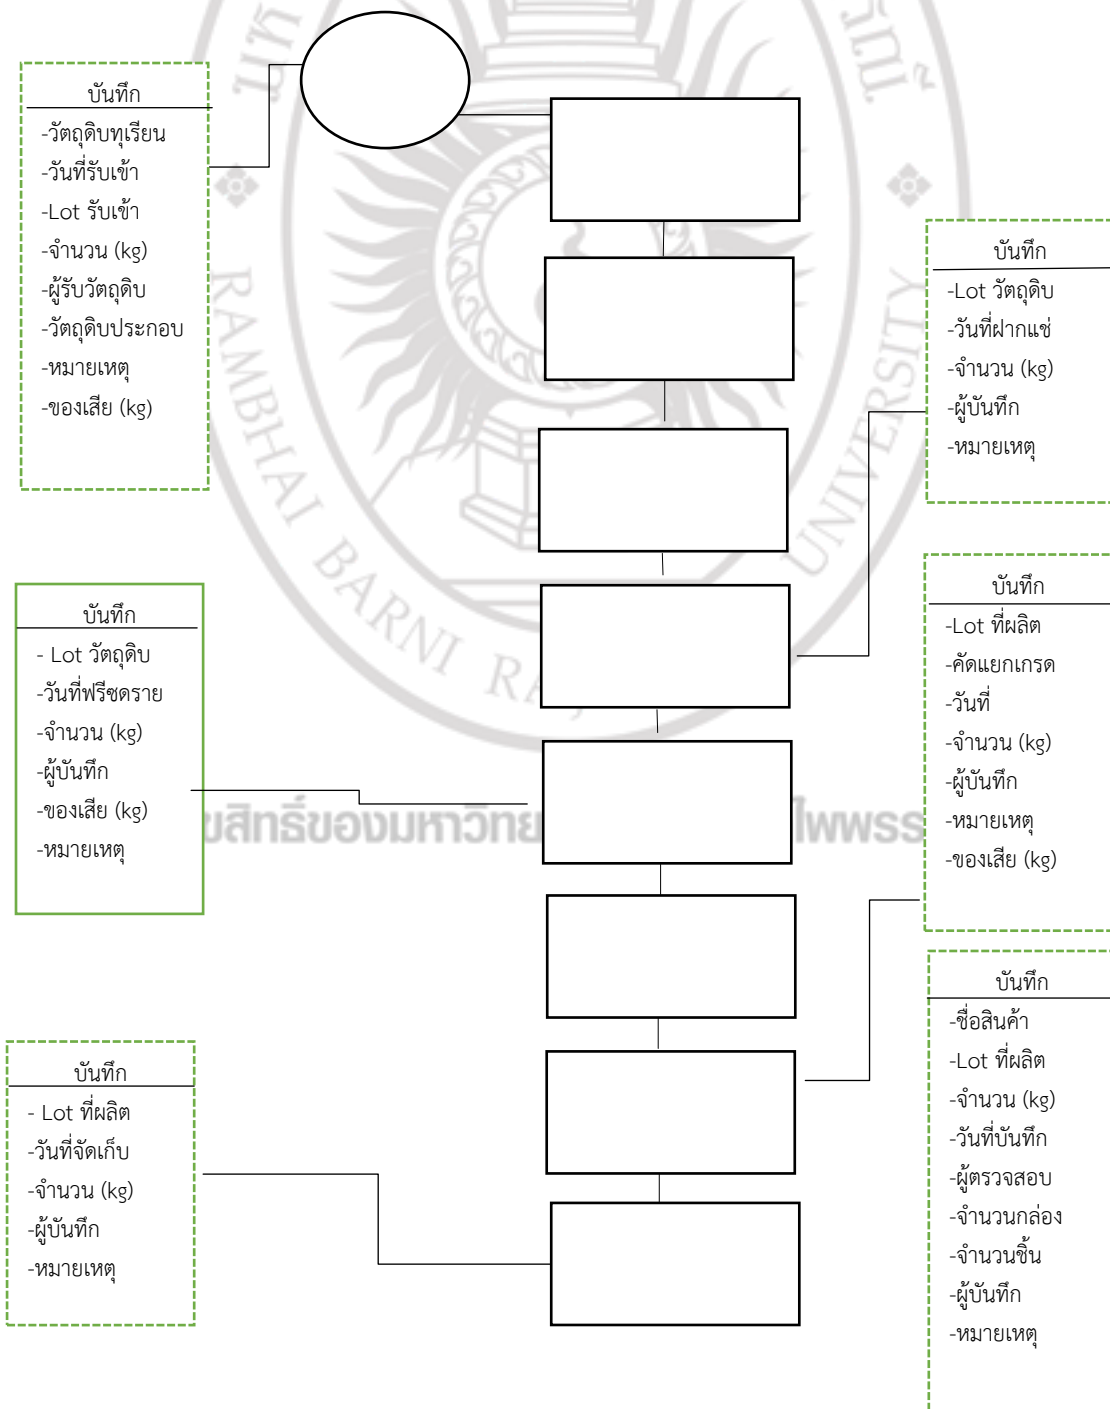 บันทึก
-วัตถุดิบทุเรียน
-วันที่รับเข้า
-Lot รับเข้า
-จำนวน (kg)
-ผู้รับวัตถุดิบ
-วัตถุดิบประกอบ
-หมายเหตุ
-ของเสีย (kg)
บันทึก
-Lot วัตถุดิบ
-วันที่ฝากแช่
-จำนวน (kg)
-ผู้บันทึก
-หมายเหตุ
บันทึก
- Lot วัตถุดิบ
-วันที่ฟรีซดราย
-จำนวน (kg)
-ผู้บันทึก
-ของเสีย (kg)
-หมายเหตุ
บันทึก
-Lot ที่ผลิต
-คัดแยกเกรด
-วันที่
-จำนวน (kg)
-ผู้บันทึก
-หมายเหตุ
-ของเสีย (kg)
บันทึก
- Lot ที่ผลิต
-วันที่จัดเก็บ
-จำนวน (kg)
-ผู้บันทึก
-หมายเหตุ
บันทึก
-ชื่อสินค้า
-Lot ที่ผลิต
-จำนวน (kg)
-วันที่บันทึก
-ผู้ตรวจสอบ
-จำนวนกล่อง
-จำนวนชิ้น
-ผู้บันทึก
-หมายเหตุ
RAMBHAI BARNI
UNIVERSITY